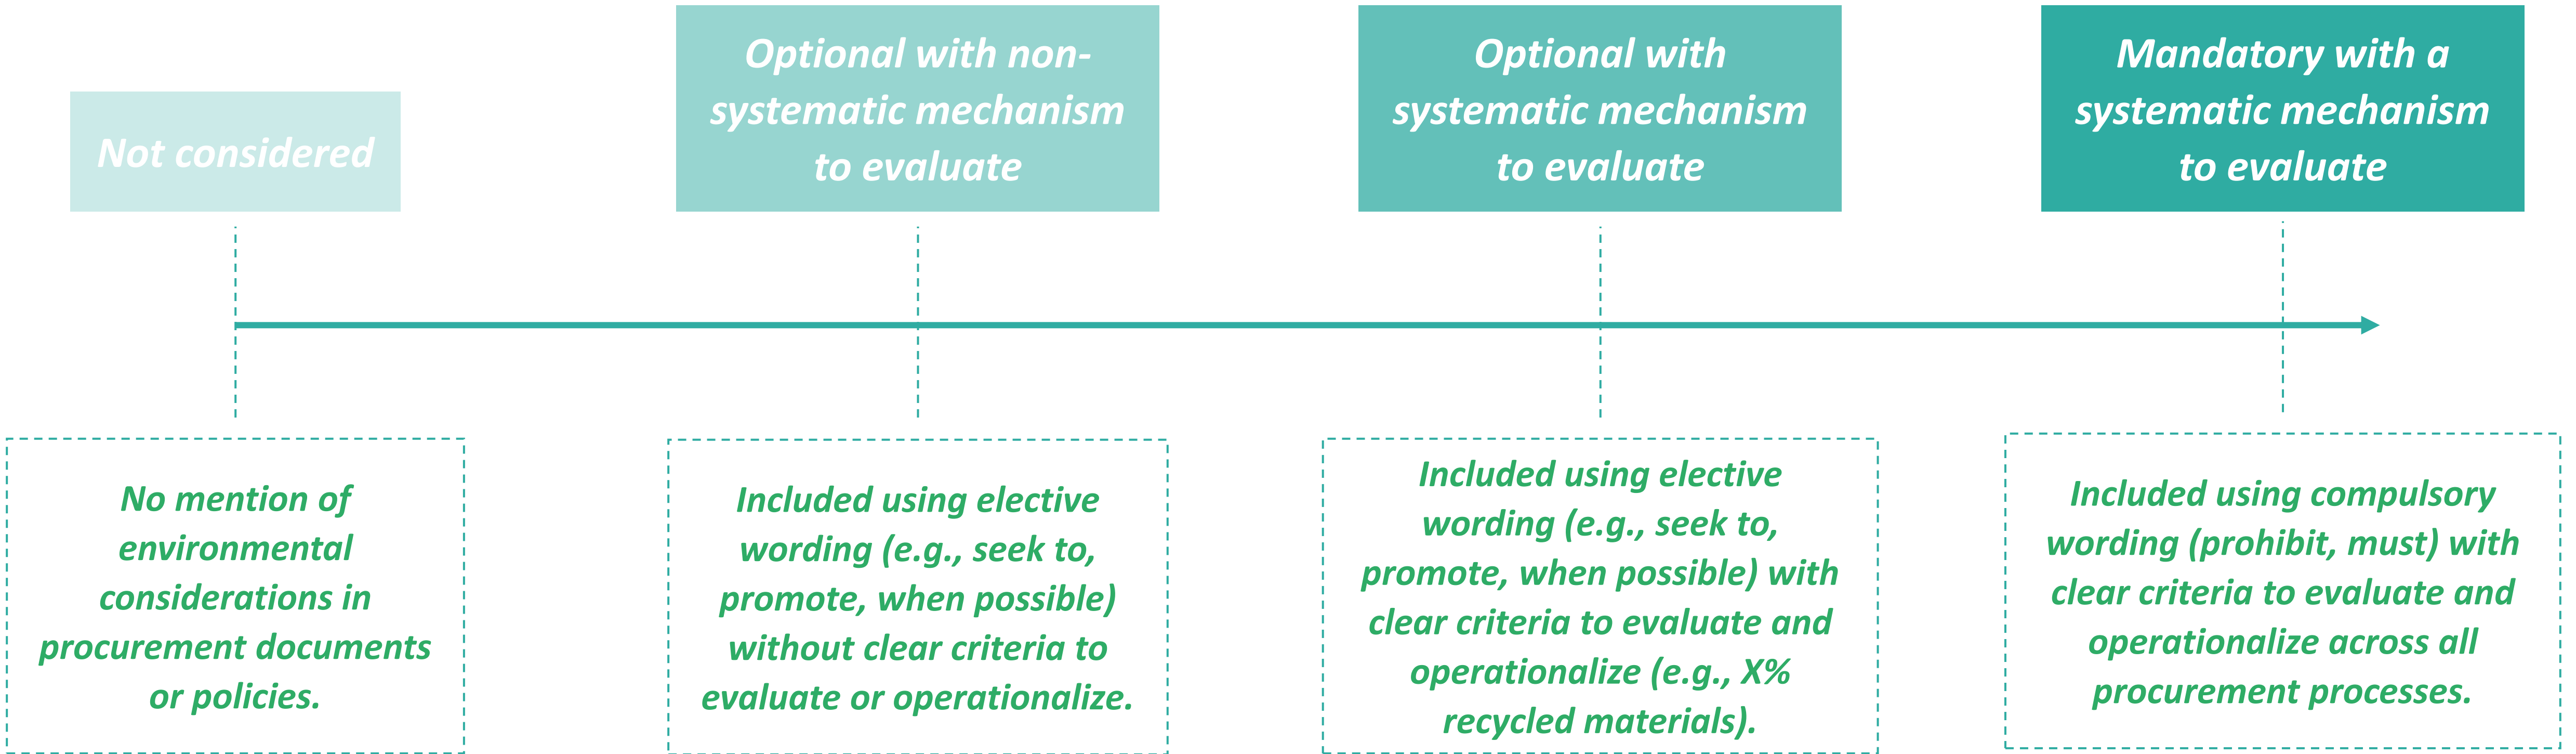 Not considered
Optional with non-
systematic mechanism
to evaluate
Optional with
systematic mechanism
to evaluate
Mandatory with a
systematic mechanism
to evaluate
No mention of
environmental
considerations in
procurement documents
or policies.
Included using elective
wording (e.g., seek to,
promote, when possible)
without clear criteria to
evaluate or operationalize.
Included using elective
wording (e.g., seek to,
promote, when possible) with
clear criteria to evaluate and
operationalize (e.g., X%
recycled materials).
Included using compulsory
wording (prohibit, must) with
clear criteria to evaluate and
operationalize across all
procurement processes.